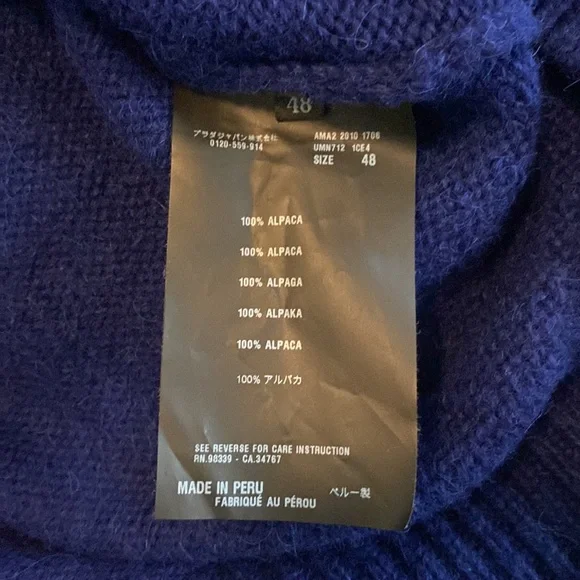 48
プラダジャパン株式会社
0120-559-914
AMA2 2010 1706
UMN712 1CE4
SIZE 48
100% ALPACA
100% ALPACA
100% ALPAGA
100% ALPAKA
100% ALPACA
100% アルパカ
SEE REVERSE FOR CARE INSTRUCTION
RN.98339 - CA.34767
MADE IN PERU
FABRIQUÉ AU PÉROU
ペルー製